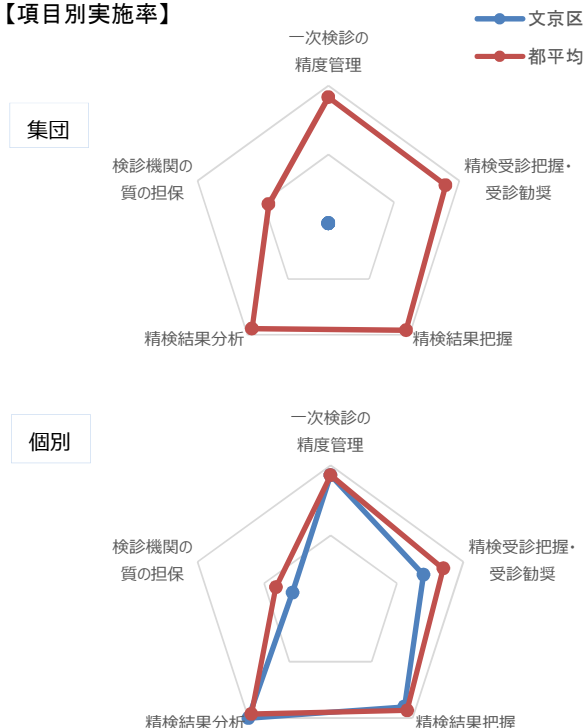 【項目別実施率】
文京区
都平均
集団
一次検診の
精度管理
検診機関の
質の担保
精検受診把握・
受診勧奨
精検結果分析
精検結果把握
個別
一次検診の
精度管理
検診機関の
質の担保
精検受診把握・
受診勧奨
精検結果分析
精検結果把握